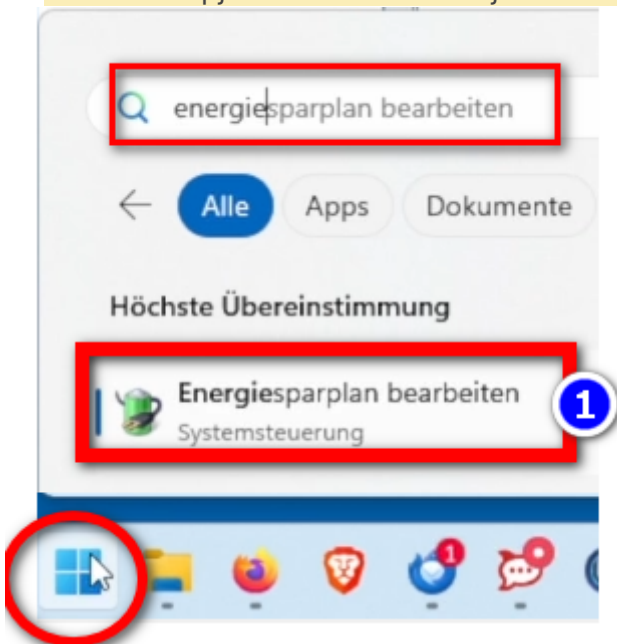 energiesparplan bearbeiten
Alle Apps Dokumente
Höchste Übereinstimmung
Energiesparplan bearbeiten
1
Systemsteuerung
1